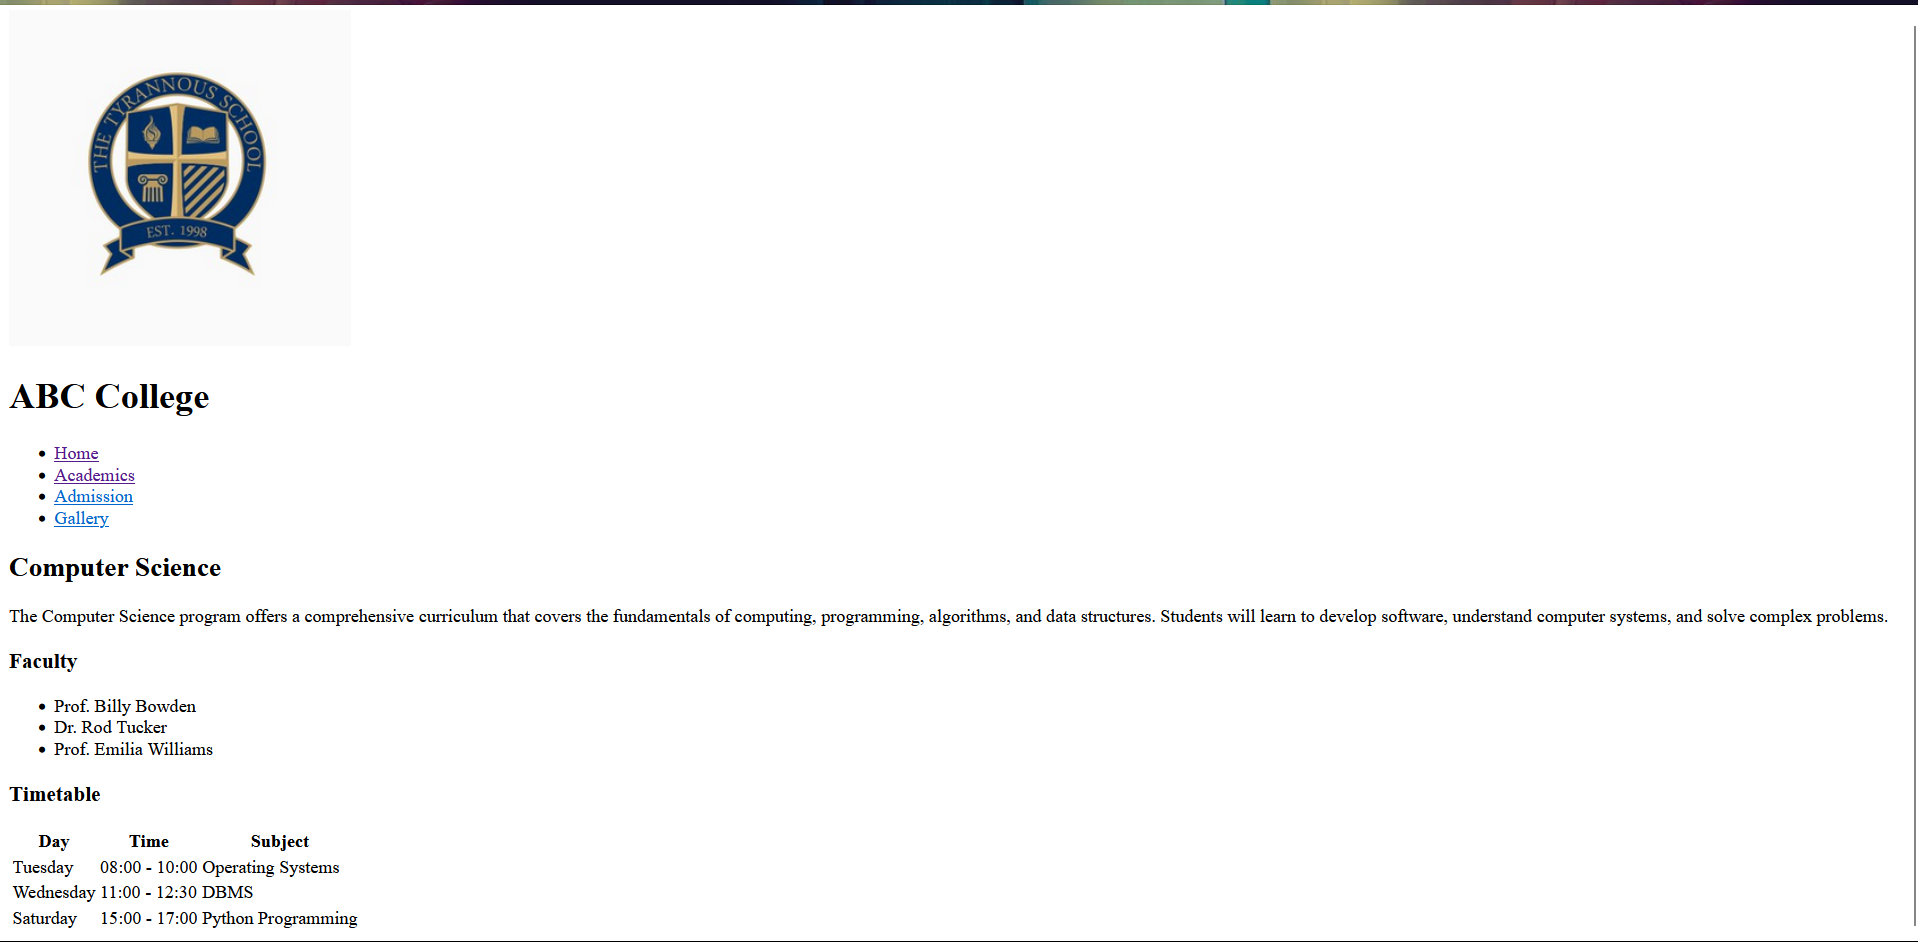 THE TYRANNOUS SCHOOL
EST. 1998
ABC College
Home
Academics
Admission
Gallery
Computer Science
The Computer Science program offers a comprehensive curriculum that covers the fundamentals of computing, programming, algorithms, and data structures. Students will learn to develop software, understand computer systems, and solve complex problems.
Faculty
Prof. Billy Bowden
Dr. Rod Tucker
Prof. Emilia Williams
Timetable
Day Time Subject
Tuesday 08:00 - 10:00 Operating Systems
Wednesday 11:00 - 12:30 DBMS
Saturday 15:00 - 17:00 Python Programming